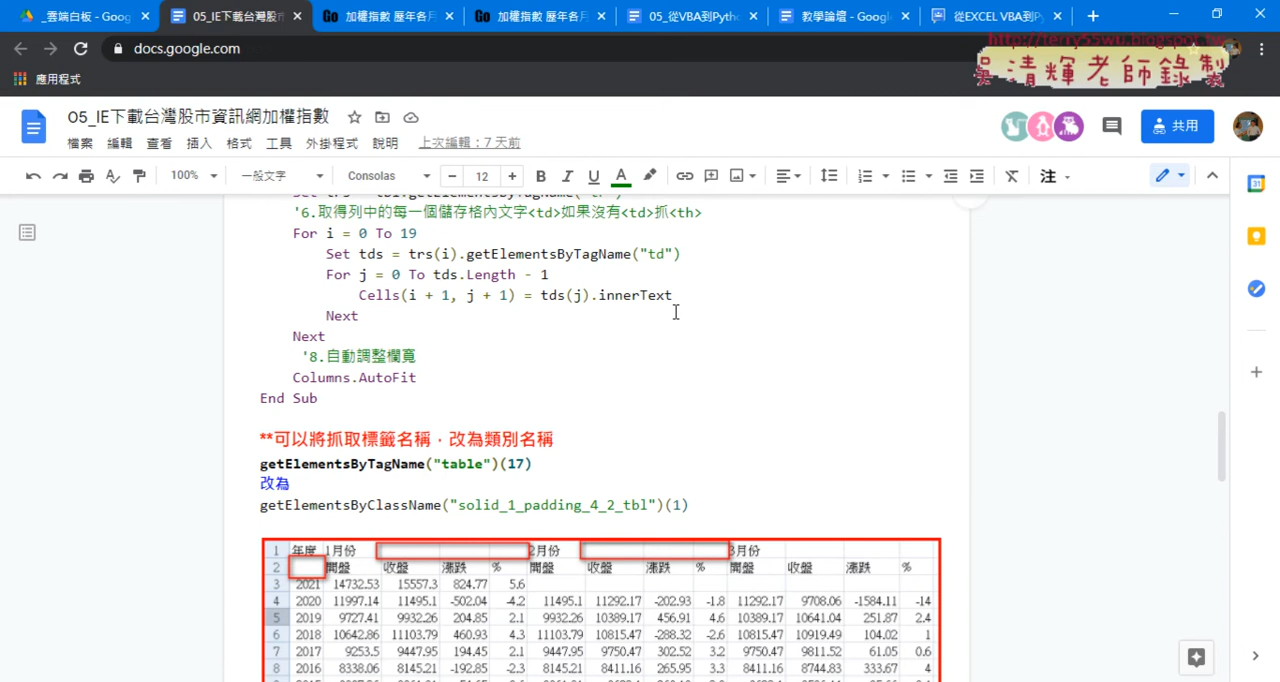 _雲端白板 - Goog
05_IE下載台灣股市
加權指數 歷年各月
加權指數 歷年各月
05_從VBA到Pyth
教學論壇 - Googl
從EXCEL VBA到Py
docs.google.com
http://terry55wu.blogspot.tw
吳清輝老師錄製
應用程式
05_IE下載台灣股市資訊網加權指數
檔案 編輯 查看 插入 格式 工具 外掛程式 說明 上次編輯：7 天前
共用
100% 一般文字 Consolas 12 B I U A 注
'6.取得列中的每一個儲存格內文字<td>如果沒有<td>抓<th>
For i = 0 To 19
Set tds = trs(i).getElementsByTagName("td")
For j = 0 To tds.Length - 1
Cells(i + 1, j + 1) = tds(j).innerText
Next
Next
'8.自動調整欄寬
Columns.AutoFit
End Sub
**可以將抓取標籤名稱，改為類別名稱
getElementsByTagName("table")(17)
改為
getElementsByClassName("solid_1_padding_4_2_tbl")(1)
1 年度 1月份 2月份 3月份
2 開盤 收盤 漲跌 % 開盤 收盤 漲跌 % 開盤 收盤 漲跌 %
3 2021 14732.53 15557.3 824.77 5.6
4 2020 11997.14 11495.1 -502.04 -4.2 11495.1 11292.17 -202.93 -1.8 11292.17 9708.06 -1584.11 -14
5 2019 9727.41 9932.26 204.85 2.1 9932.26 10389.17 456.91 4.6 10389.17 10641.04 251.87 2.4
6 2018 10642.86 11103.79 460.93 4.3 11103.79 10815.47 -288.32 -2.6 10815.47 10919.49 104.02 1
7 2017 9253.5 9447.95 194.45 2.1 9447.95 9750.47 302.52 3.2 9750.47 9811.52 61.05 0.6
8 2016 8338.06 8145.21 -192.85 -2.3 8145.21 8411.16 265.95 3.3 8411.16 8744.83 333.67 4